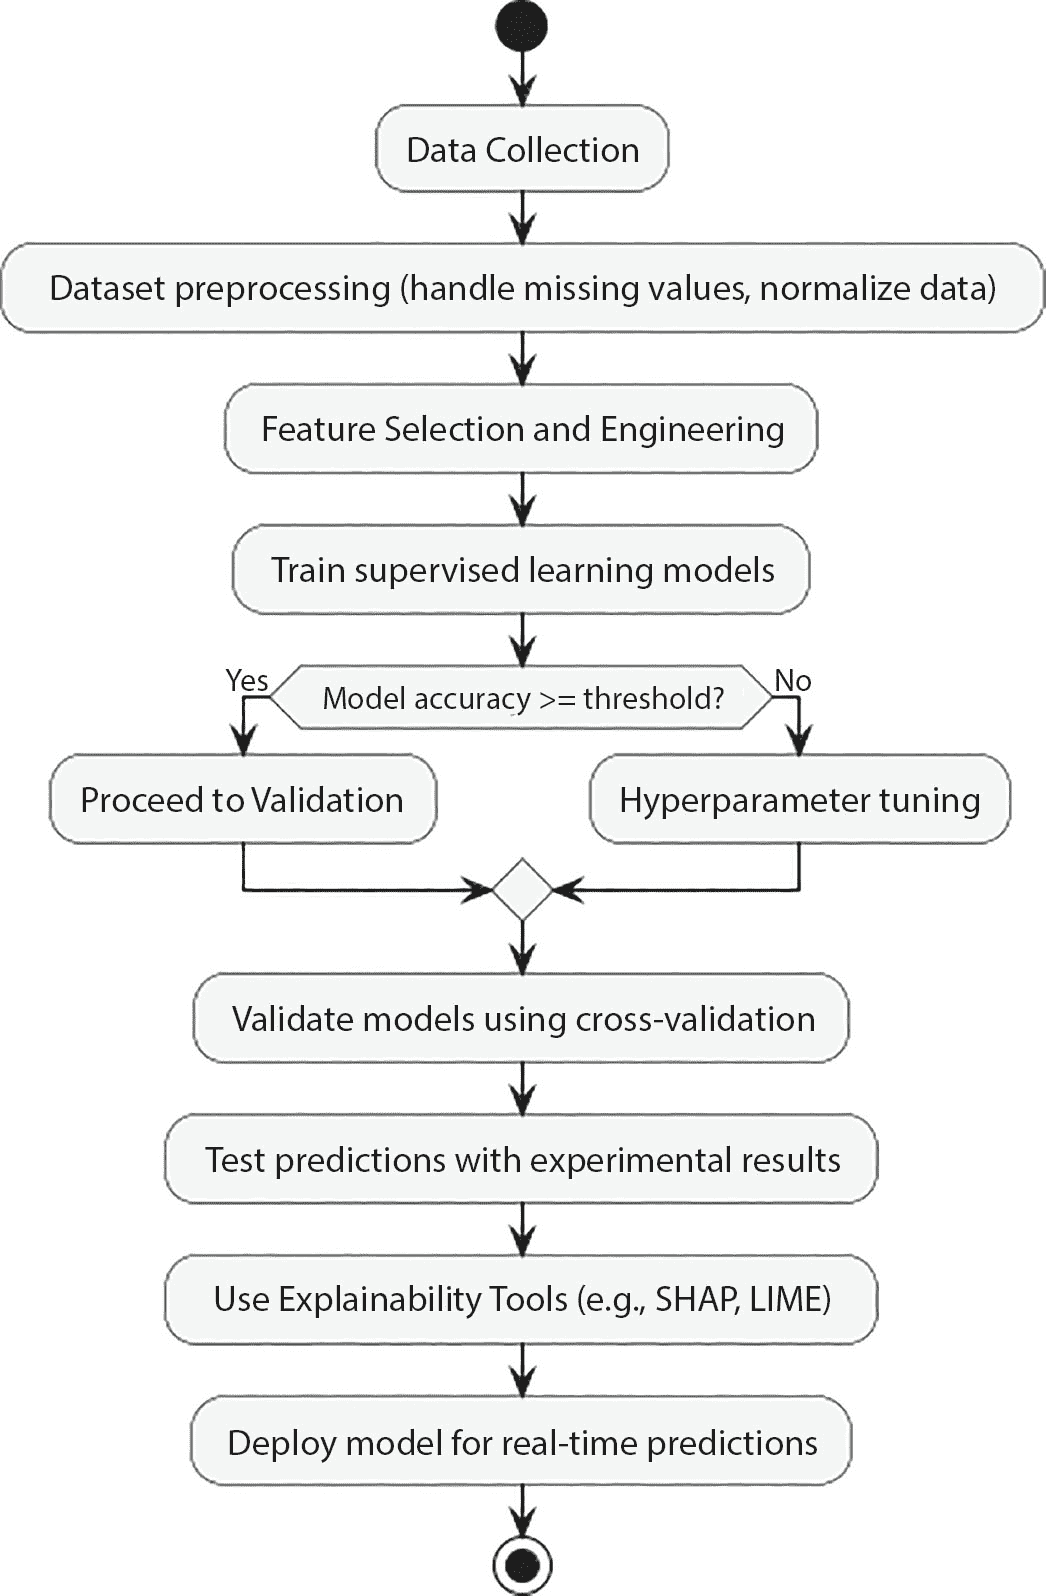 Data Collection
Dataset preprocessing (handle missing values, normalize data)
Feature Selection and Engineering
Train supervised learning models
Yes
Model accuracy >= threshold?
No
Proceed to Validation
Hyperparameter tuning
Validate models using cross-validation
Test predictions with experimental results
Use Explainability Tools (e.g., SHAP, LIME)
Deploy model for real-time predictions